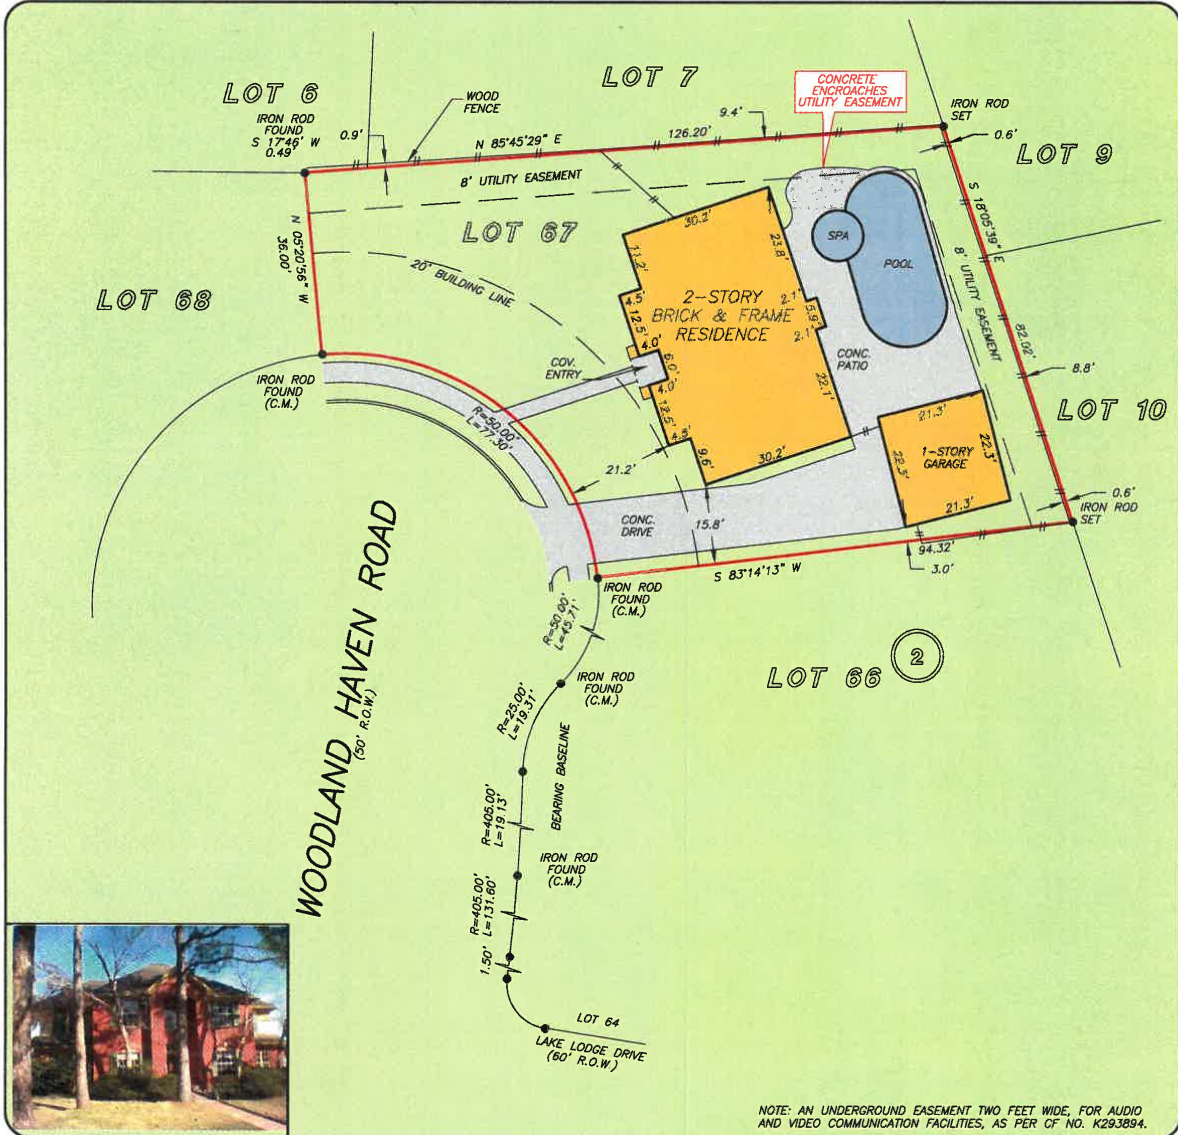 LOT 6
LOT 7
CONCRETE
ENCROACHES
UTILITY EASEMENT
IRON ROD
SET
0.6'
LOT 9
WOOD
FENCE
IRON ROD
FOUND
S 17°46' W
0.49'
0.9'
N 85°45'29" E
126.20'
9.4'
8' UTILITY EASEMENT
LOT 67
N 05°20'56" W
36.00'
LOT 68
20' BUILDING LINE
30.2'
11.2'
4.5'
12.5'
4.0'
6.0'
4.0'
12.5'
4.5'
9.6'
30.2'
22.1'
2.1'
5.9'
2.1'
23.8'
2-STORY
BRICK & FRAME
RESIDENCE
SPA
POOL
CONC.
PATIO
COV.
ENTRY
S 18°05'39" E
82.02'
8' UTILITY EASEMENT
8.8'
LOT 10
IRON ROD
FOUND
(C.M.)
R=50.00'
L=77.30'
21.2'
21.3'
22.3'
22.3'
21.3'
1-STORY
GARAGE
0.6'
IRON ROD
SET
CONC.
DRIVE
15.8'
94.32'
S 83°14'13" W
3.0'
IRON ROD
FOUND
(C.M.)
R=50.00'
L=45.71'
LOT 66
2
WOODLAND HAVEN ROAD
(50' R.O.W.)
IRON ROD
FOUND
(C.M.)
R=25.00'
L=19.31'
BEARING BASELINE
R=405.00'
L=19.13'
IRON ROD
FOUND
(C.M.)
R=405.00'
L=131.60'
1.50'
LOT 64
LAKE LODGE DRIVE
(60' R.O.W.)
NOTE: AN UNDERGROUND EASEMENT TWO FEET WIDE, FOR AUDIO
AND VIDEO COMMUNICATION FACILITIES, AS PER CF NO. K293894.